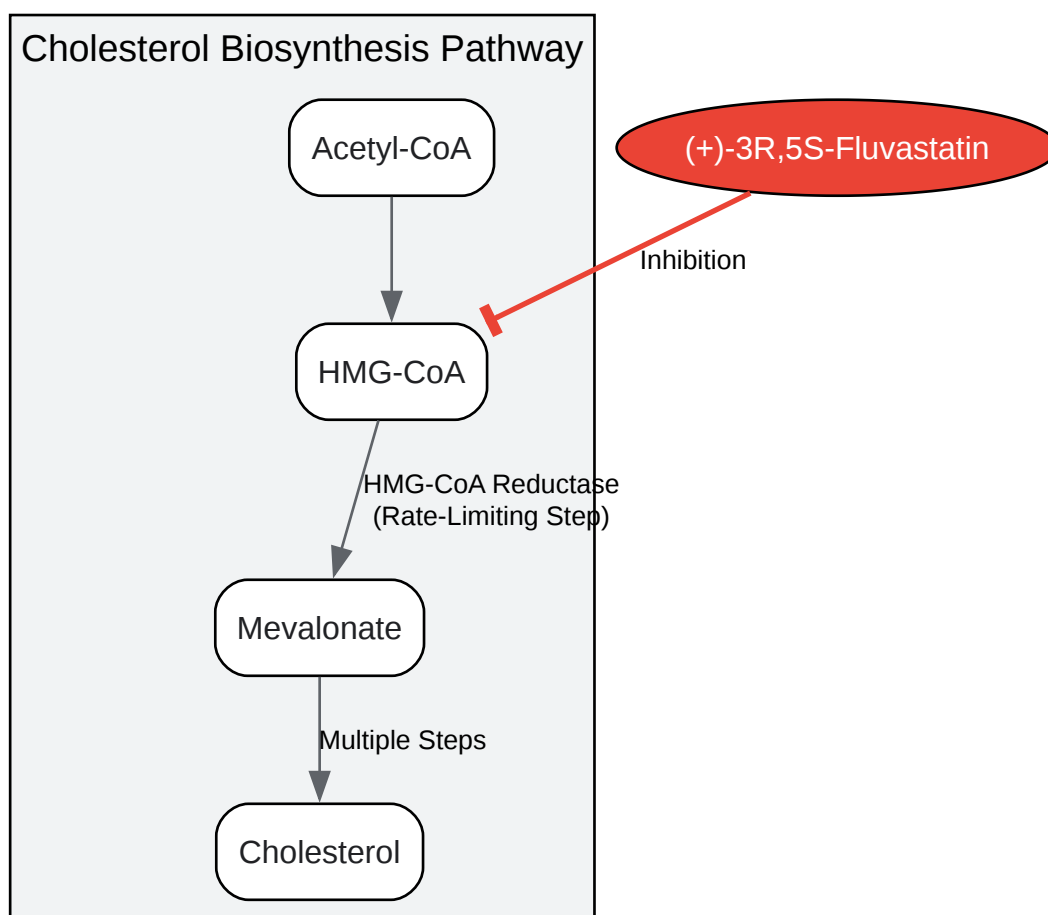 Cholesterol Biosynthesis Pathway
Acetyl-CoA
(+)-3R,5S-Fluvastatin
Inhibition
HMG-CoA
HMG-CoA Reductase
(Rate-Limiting Step)
Mevalonate
Multiple Steps
Cholesterol